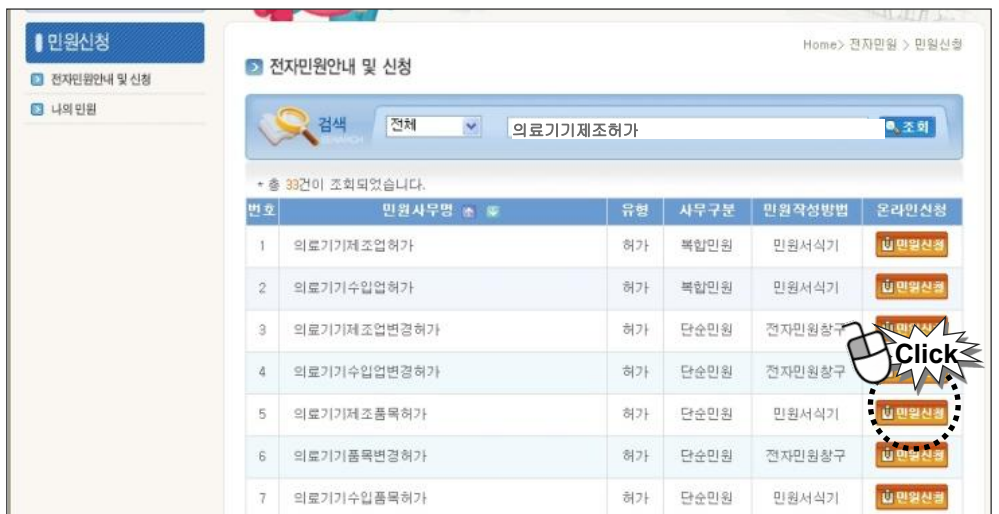 민원신청
Home> 전자민원 > 민원신청
전자민원안내 및 신청
나의 민원
전자민원안내 및 신청
검색 전체 의료기기제조허가 조회
* 총 33건이 조회되었습니다.
번호 민원사무명 유형 사무구분 민원작성방법 온라인신청
1 의료기기제조업허가 허가 복합민원 민원서식기 민원신청
2 의료기기수입업허가 허가 복합민원 민원서식기 민원신청
3 의료기기제조업변경허가 허가 단순민원 전자민원창구
Click
4 의료기기수입업변경허가 허가 단순민원 전자민원창구
5 의료기기제조품목허가 허가 단순민원 민원서식기 민원신청
6 의료기기품목변경허가 허가 단순민원 전자민원창구 민원신청
7 의료기기수입품목허가 허가 단순민원 민원서식기 민원신청